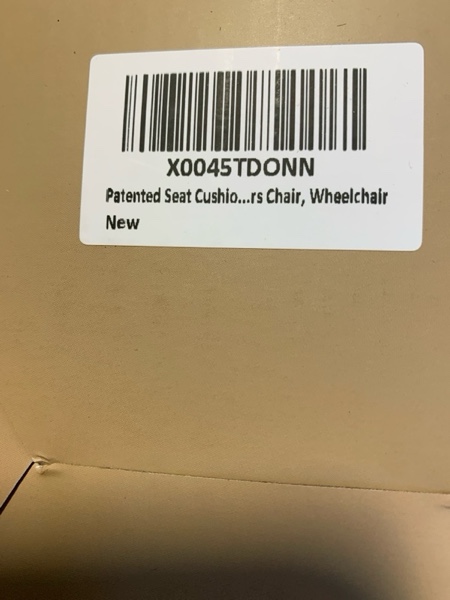 X0045TDONN
Patented Seat Cushio...rs Chair, Wheelchair
New